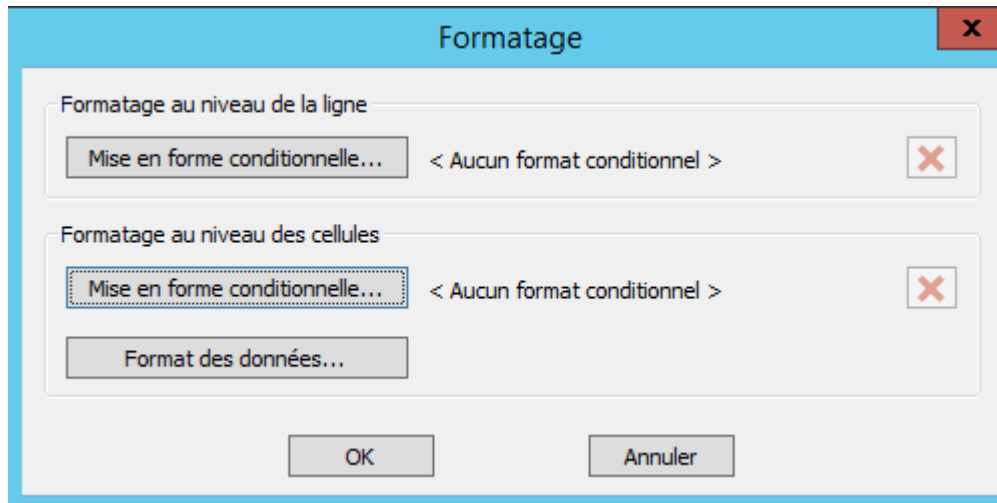 Formatage
x
Formatage au niveau de la ligne
Mise en forme conditionnelle... < Aucun format conditionnel >
Formatage au niveau des cellules
Mise en forme conditionnelle... < Aucun format conditionnel >
Format des données...
OK Annuler